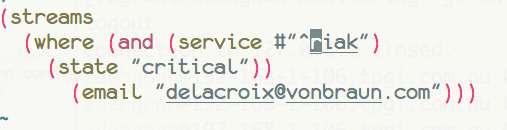 (streams
(where (and (service #"^riak")
(state "critical"))
(email "delacroix@vonbraun.com")))
~